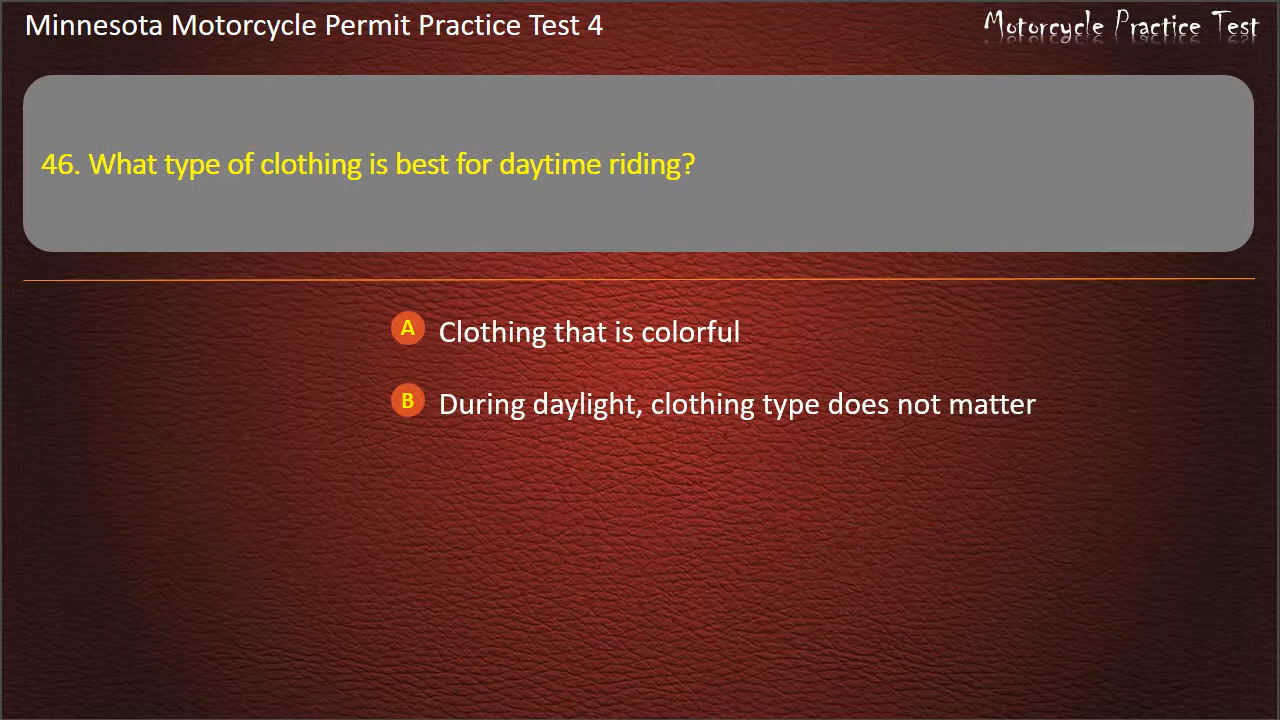 Minnesota Motorcycle Permit Practice Test 4
Motorcycle Practice Test
46. What type of clothing is best for daytime riding?
A Clothing that is colorful
B During daylight, clothing type does not matter